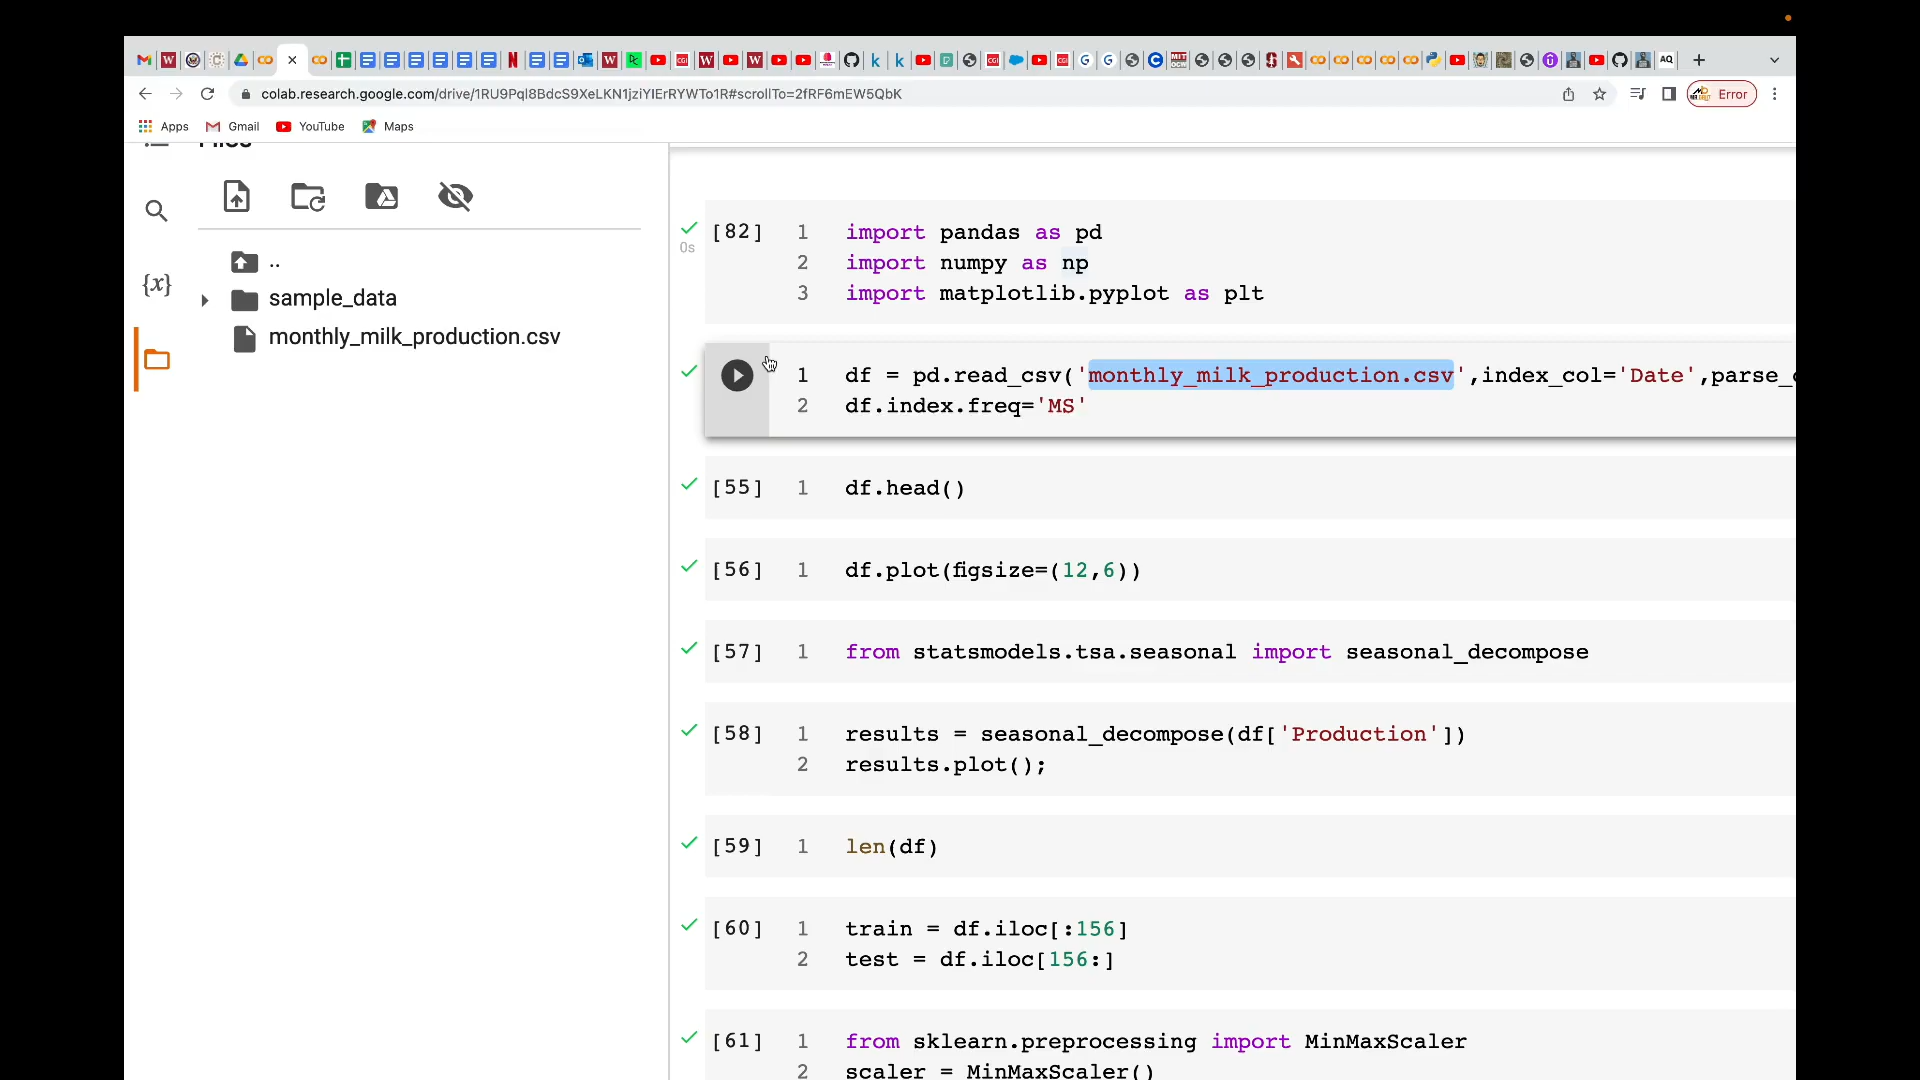 AQ
colab.research.google.com/drive/1RU9Pql8BdcS9XeLKN1jziYlErRYWTo1R#scrollTo=2fRF6mEW5QbK
Error
Apps
Gmail
YouTube
Maps
Files
..
sample_data
monthly_milk_production.csv
{x}
0s
[82]
1 import pandas as pd
2 import numpy as np
3 import matplotlib.pyplot as plt
1 df = pd.read_csv('monthly_milk_production.csv',index_col='Date',parse_
2 df.index.freq='MS'
[55] 1 df.head()
[56] 1 df.plot(figsize=(12,6))
[57] 1 from statsmodels.tsa.seasonal import seasonal_decompose
[58] 1 results = seasonal_decompose(df['Production'])
2 results.plot();
[59] 1 len(df)
[60] 1 train = df.iloc[:156]
2 test = df.iloc[156:]
[61] 1 from sklearn.preprocessing import MinMaxScaler
2 scaler = MinMaxScaler()